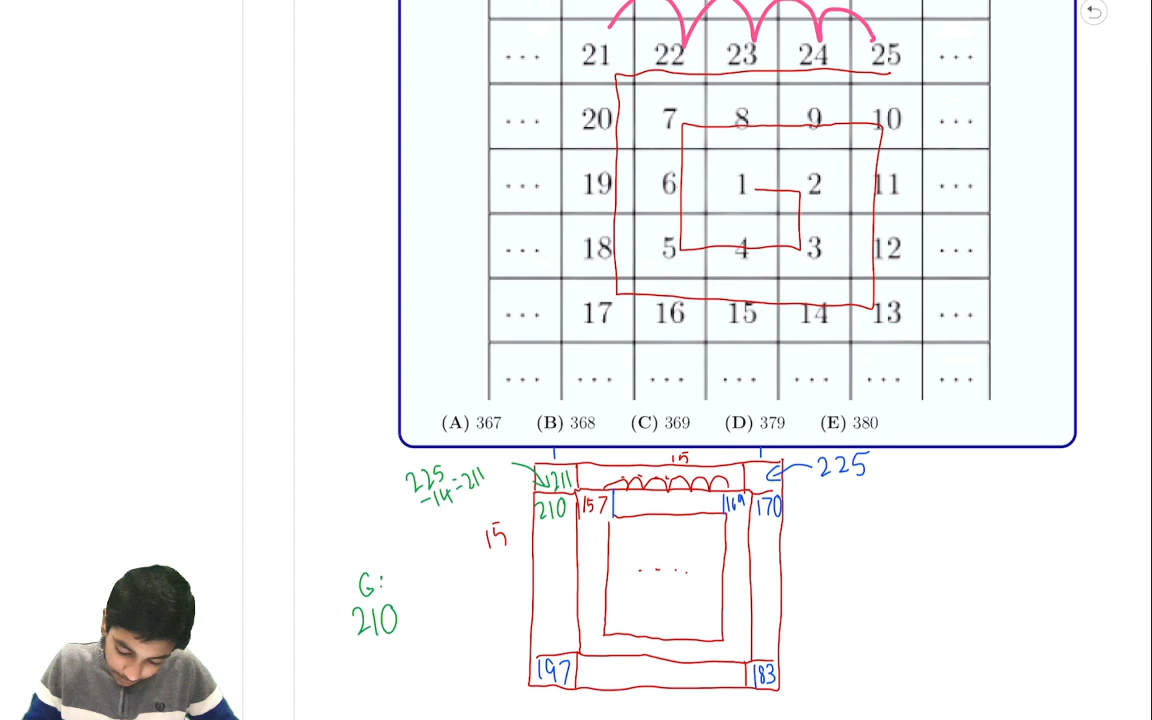 ... 21 22 23 24 25 ...
... 20 7 8 9 10 ...
... 19 6 1 2 11 ...
... 18 5 4 3 12 ...
... 17 16 15 14 13 ...
... ... ... ... ... ... ...
(A) 367 (B) 368 (C) 369 (D) 379 (E) 380
15
225
225
-14=211
211
210 157 169 170
15
....
G:
210
197 183